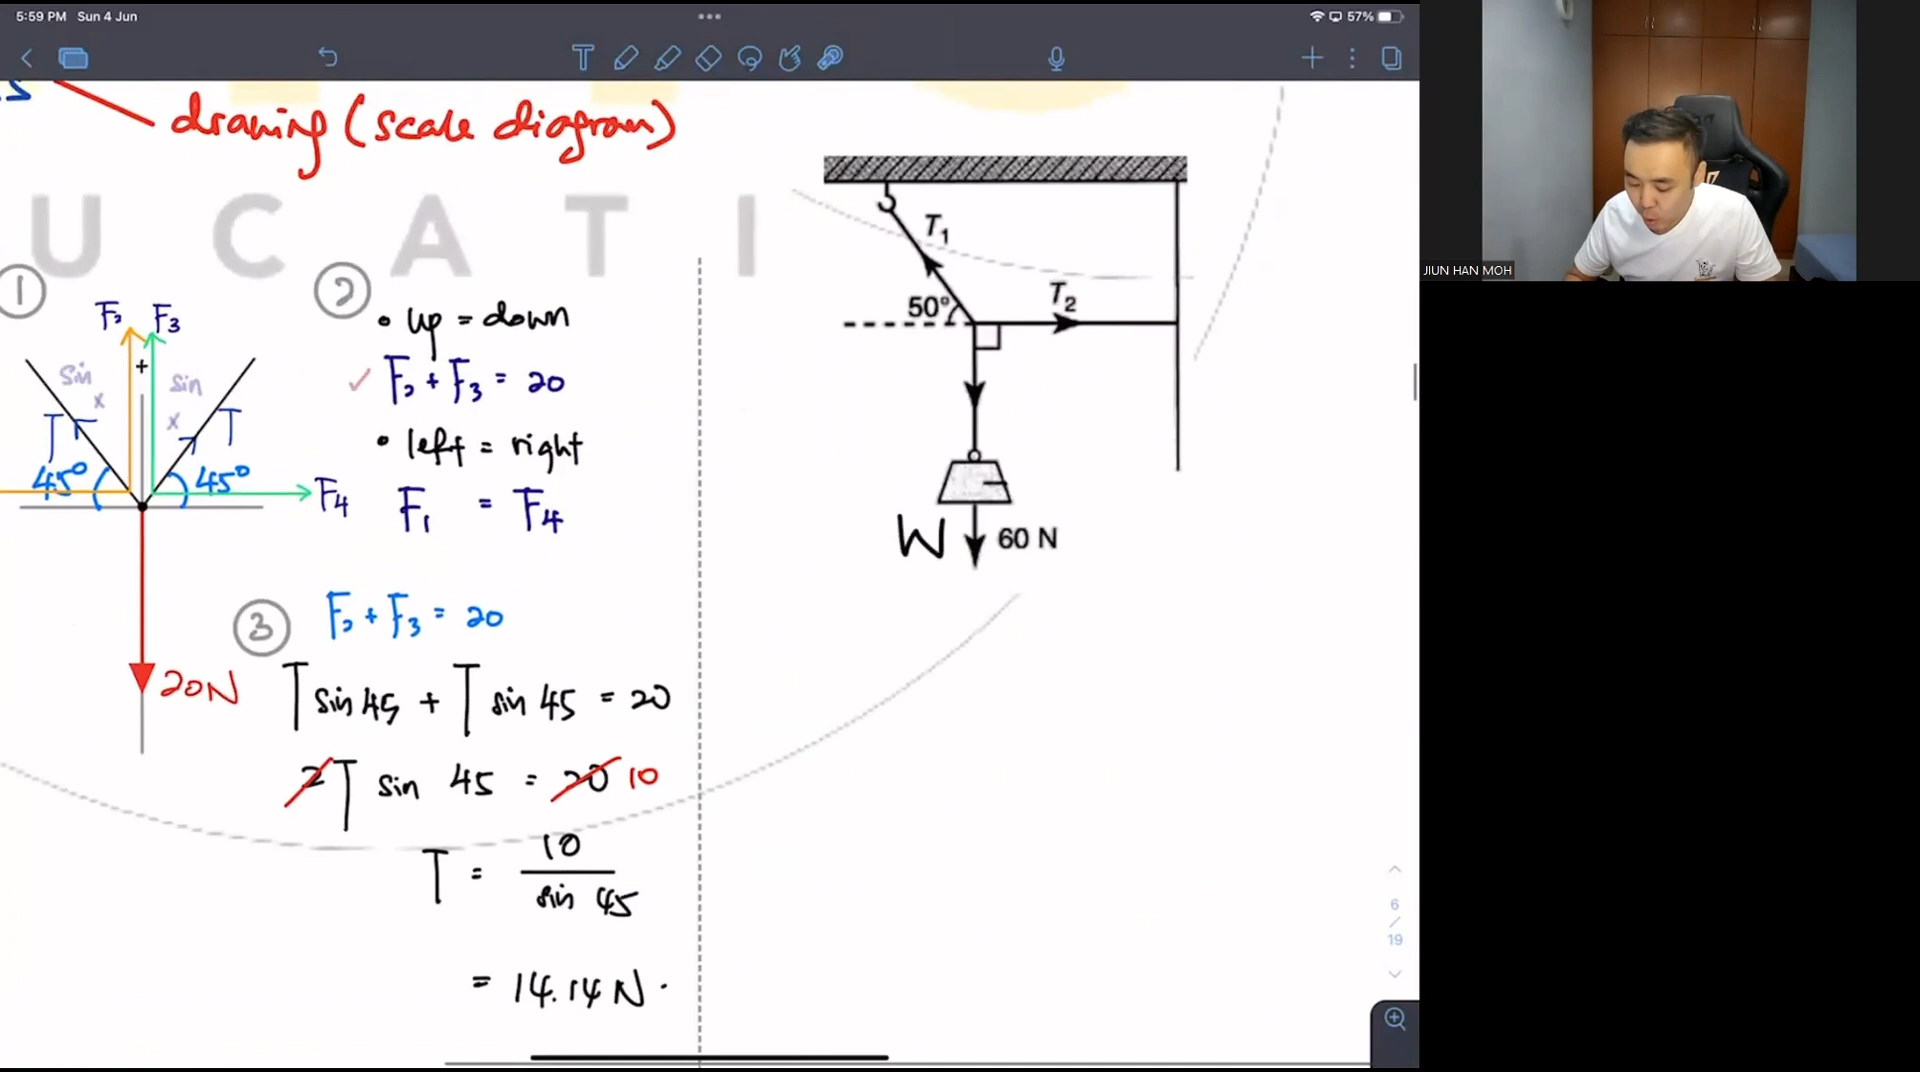 5:59 PM Sun 4 Jun
57%
drawing (scale diagram)
U C A T I
1
F2 F3
+
sin
x
sin
x
T
T
45°
45°
F4
20N
2
• up = down
✓ F2 + F3 = 20
• left = right
F1 = F4
3
F2 + F3 = 20
T sin 45 + T sin 45 = 20
2T sin 45 = 20 10
T = 10
sin 45
= 14.14 N.
T1
50°
T2
W
60 N
6
/
19
JIUN HAN MOH